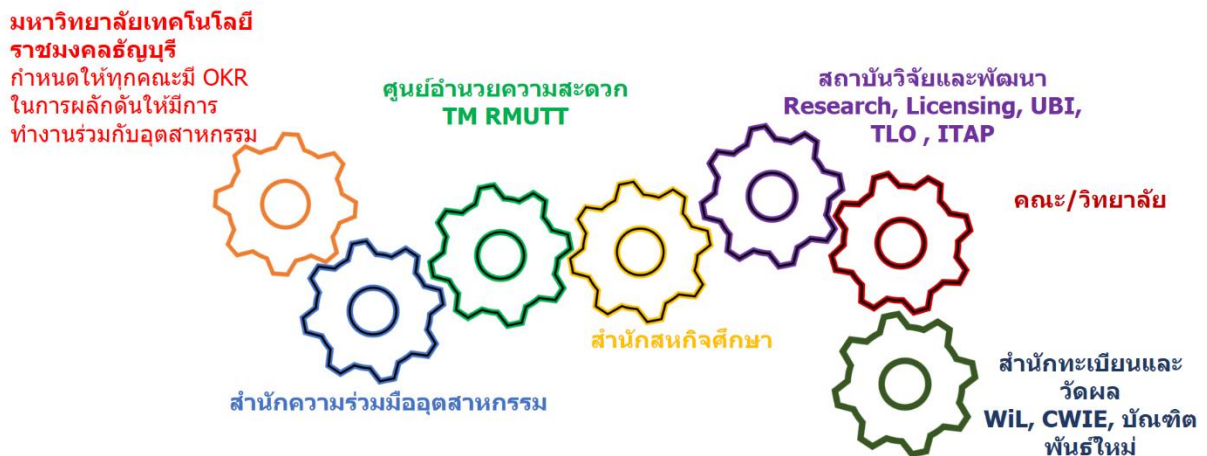 มหาวิทยาลัยเทคโนโลยี
ราชมงคลธัญบุรี
กำหนดให้ทุกคณะมี OKR
ในการผลักดันให้มีการ
ทำงานร่วมกับอุตสาหกรรม
ศูนย์อำนวยความสะดวก
TM RMUTT
สถาบันวิจัยและพัฒนา
Research, Licensing, UBI,
TLO , ITAP
คณะ/วิทยาลัย
สำนักสหกิจศึกษา
สำนักความร่วมมืออุตสาหกรรม
สำนักทะเบียนและ
วัดผล
WiL, CWIE, บัณฑิต
พันธ์ใหม่